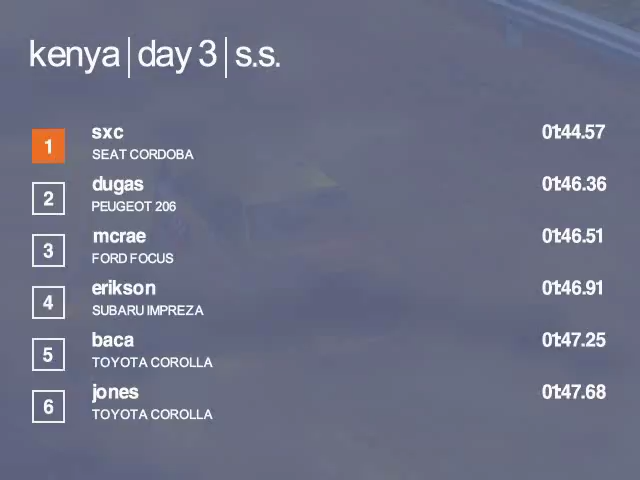 kenya|day 3|s.s.
1 sxc 01:44.57
SEAT CORDOBA
2 dugas 01:46.36
PEUGEOT 206
3 mcrae 01:46.51
FORD FOCUS
4 erikson 01:46.91
SUBARU IMPREZA
5 baca 01:47.25
TOYOTA COROLLA
6 jones 01:47.68
TOYOTA COROLLA